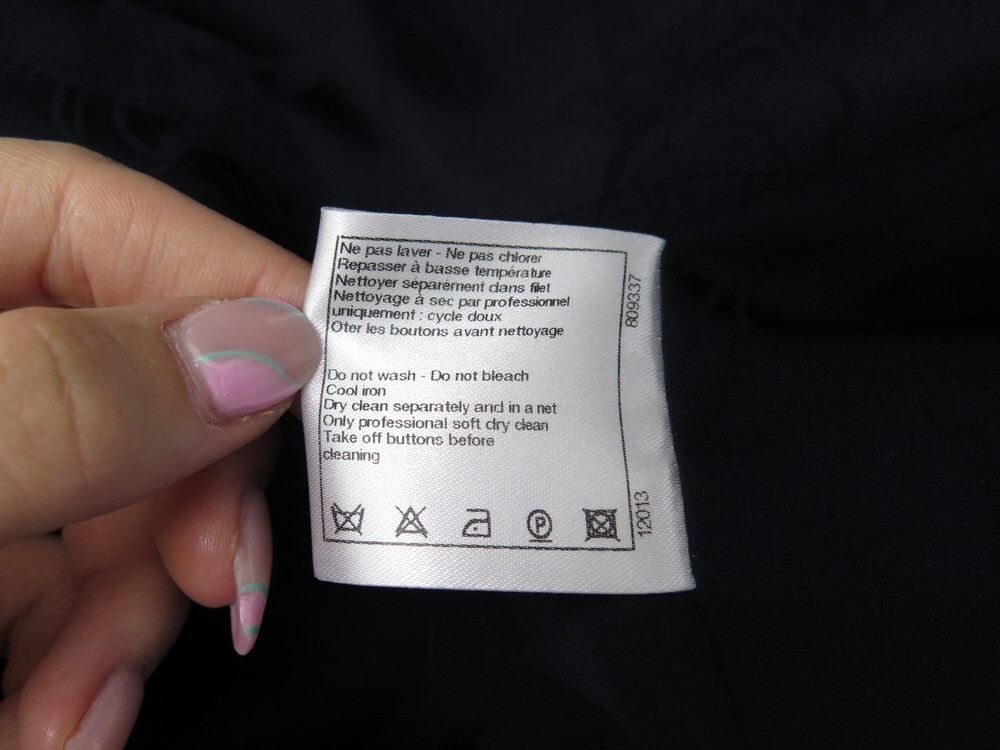 Ne pas laver - Ne pas chlorer
Repasser à basse température
Nettoyer séparément dans filet
Nettoyage à sec par professionnel
uniquement : cycle doux
Oter les boutons avant nettoyage
Do not wash - Do not bleach
Cool iron
Dry clean separately and in a net
Only professional soft dry clean
Take off buttons before
cleaning
P
809337
12013